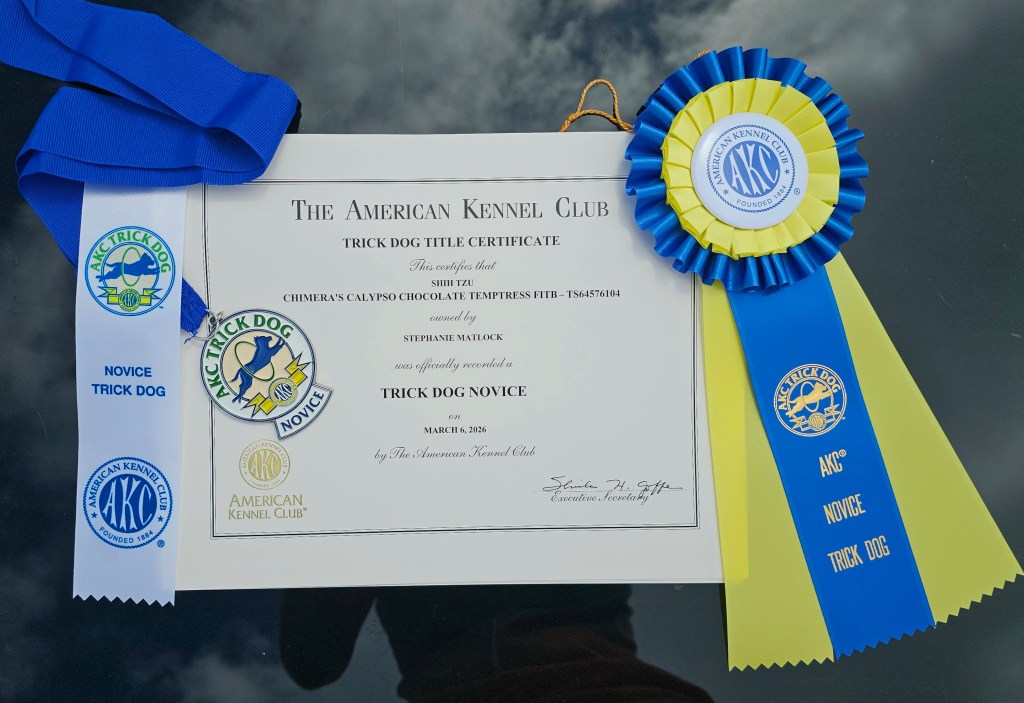 THE AMERICAN KENNEL CLUB
TRICK DOG TITLE CERTIFICATE
This certifies that
SHIH TZU
CHIMERA'S CALYPSO CHOCOLATE TEMPTRESS FITB – TS64576104
owned by
STEPHANIE MATLOCK
was officially recorded a
TRICK DOG NOVICE
on
MARCH 6, 2026
by The American Kennel Club
Executive Secretary
AKC
AMERICAN
KENNEL CLUB®
AKC TRICK DOG
AKC
NOVICE
TRICK DOG
AMERICAN KENNEL CLUB
AKC
FOUNDED 1884
®
AKC TRICK DOG
AKC
NOVICE
AMERICAN KENNEL CLUB
AKC
FOUNDED 1884
®
AKC TRICK DOG
AKC®
NOVICE
TRICK DOG